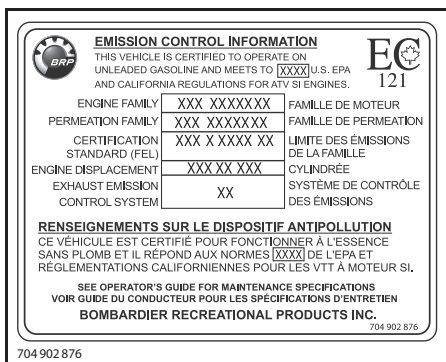 EMISSION CONTROL INFORMATION
THIS VEHICLE IS CERTIFIED TO OPERATE ON
UNLEADED GASOLINE AND MEETS TO XXXX U.S. EPA
AND CALIFORNIA REGULATIONS FOR ATV SI ENGINES.
BRP
EC
121
ENGINE FAMILY XXX XXXXXXX FAMILLE DE MOTEUR
PERMEATION FAMILY XXX XXXXXXX FAMILLE DE PERMEATION
CERTIFICATION XXX X XXXX XX LIMITE DES ÉMISSIONS
STANDARD (FEL) DE LA FAMILLE
ENGINE DISPLACEMENT XXX XX XXX CYLINDRÉE
EXHAUST EMISSION XX SYSTÈME DE CONTRÔLE
CONTROL SYSTEM DES ÉMISSIONS
RENSEIGNEMENTS SUR LE DISPOSITIF ANTIPOLLUTION
CE VÉHICULE EST CERTIFIÉ POUR FONCTIONNER À L'ESSENCE
SANS PLOMB ET IL RÉPOND AUX NORMES XXXX DE L'EPA ET
RÉGLEMENTATIONS CALIFORNIENNES POUR LES VTT À MOTEUR SI.
SEE OPERATOR'S GUIDE FOR MAINTENANCE SPECIFICATIONS
VOIR GUIDE DU CONDUCTEUR POUR LES SPÉCIFICATIONS D'ENTRETIEN
BOMBARDIER RECREATIONAL PRODUCTS INC.
704 902 876
704 902 876